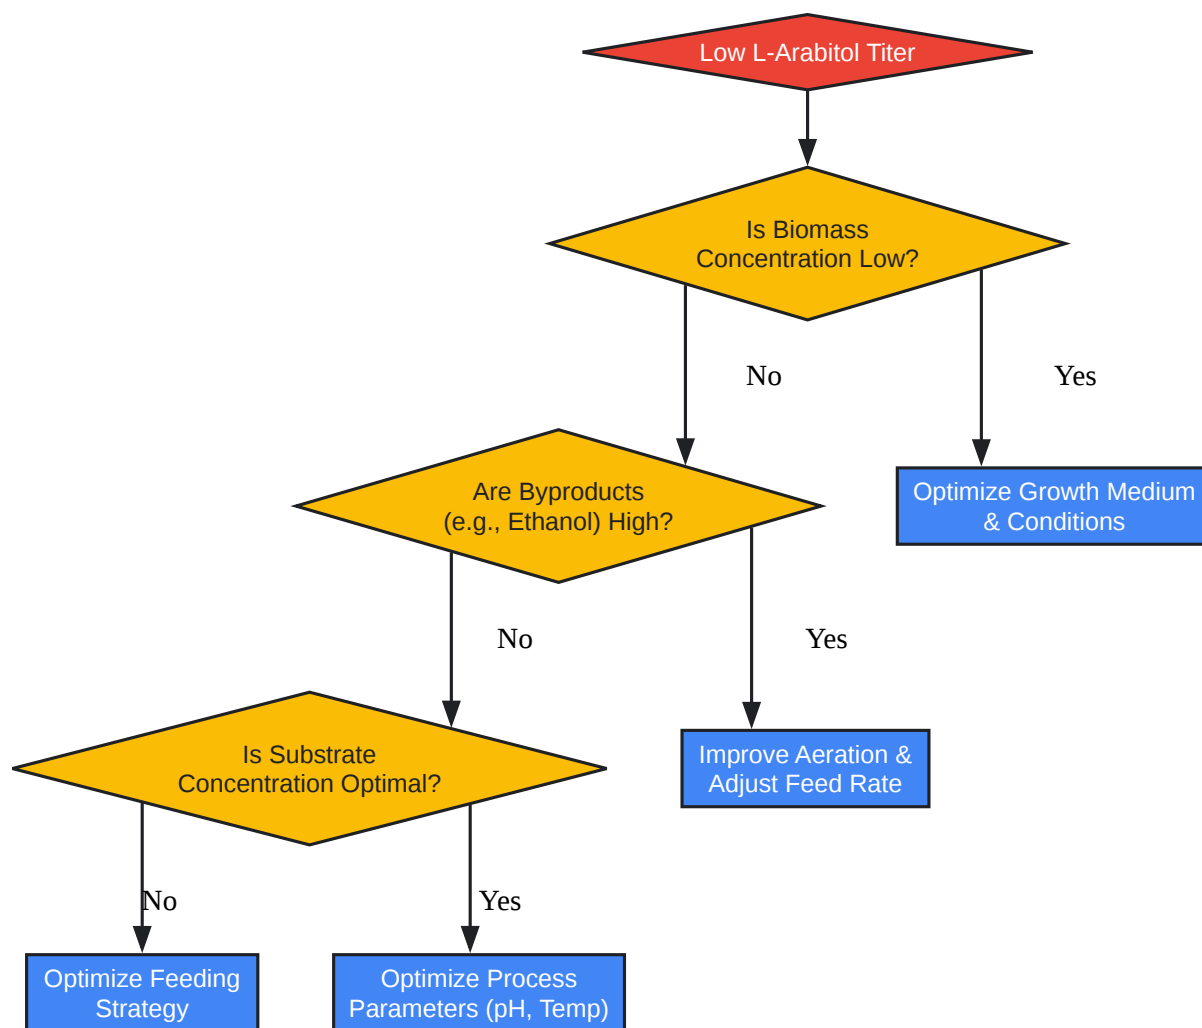 Low L-Arabitol Titer
Is Biomass
Concentration Low?
No
Yes
Are Byproducts
(e.g., Ethanol) High?
Optimize Growth Medium
& Conditions
No
Yes
Is Substrate
Concentration Optimal?
Improve Aeration &
Adjust Feed Rate
No
Yes
Optimize Feeding
Strategy
Optimize Process
Parameters (pH, Temp)